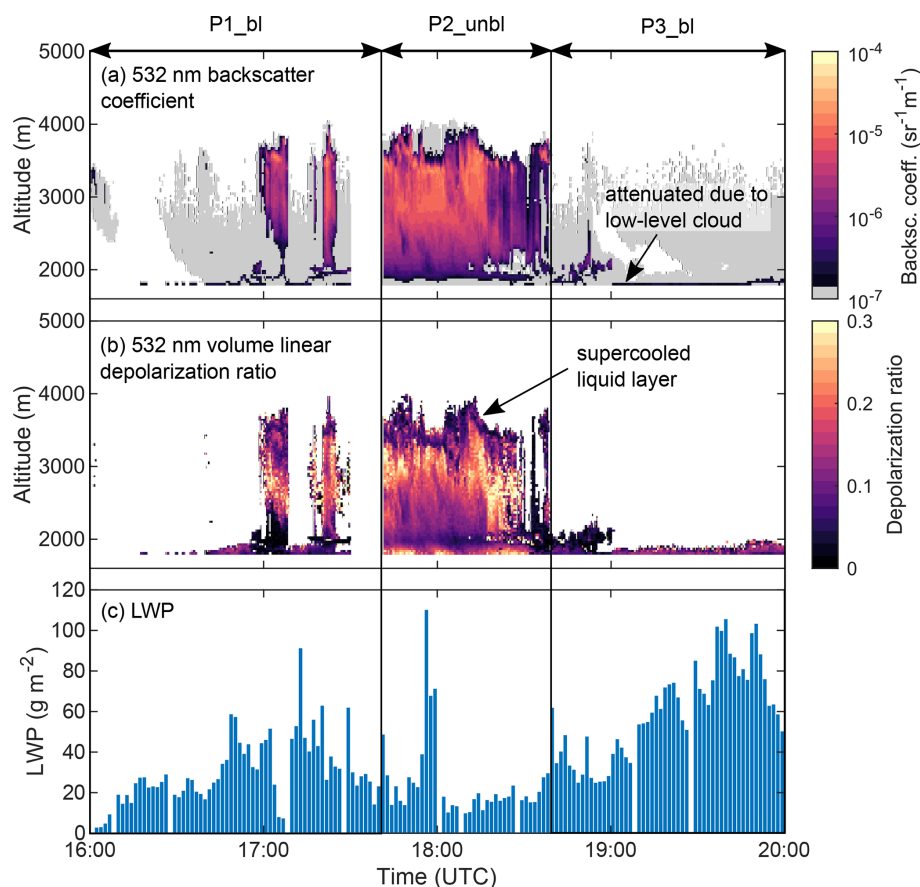 P1_bl P2_unbl P3_bl
5000
4000
3000
2000
Altitude (m)
(a) 532 nm backscatter
coefficient
attenuated due to
low-level cloud
10⁻⁴
10⁻⁵
10⁻⁶
10⁻⁷
Backsc. coeff. (sr⁻¹m⁻¹)
5000
4000
3000
2000
Altitude (m)
(b) 532 nm volume linear
depolarization ratio
supercooled
liquid layer
0.3
0.2
0.1
0
Depolarization ratio
120
100
80
60
40
20
0
LWP (g m⁻²)
(c) LWP
16:00 17:00 18:00 19:00 20:00
Time (UTC)